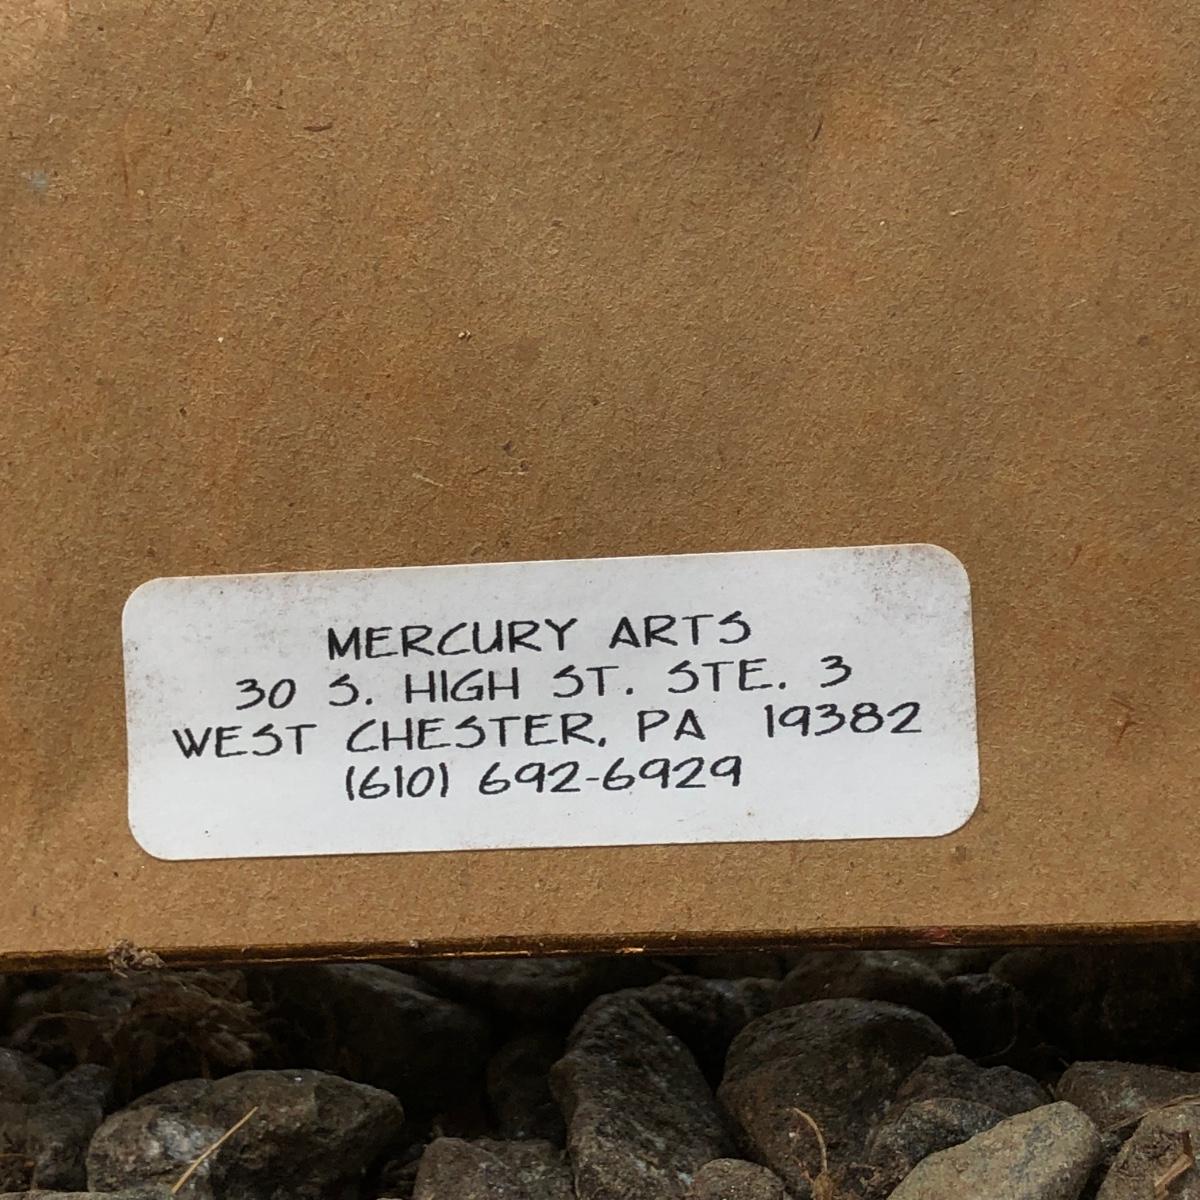 MERCURY ARTS
30 S. HIGH ST. STE. 3
WEST CHESTER, PA 19382
(610) 692-6929